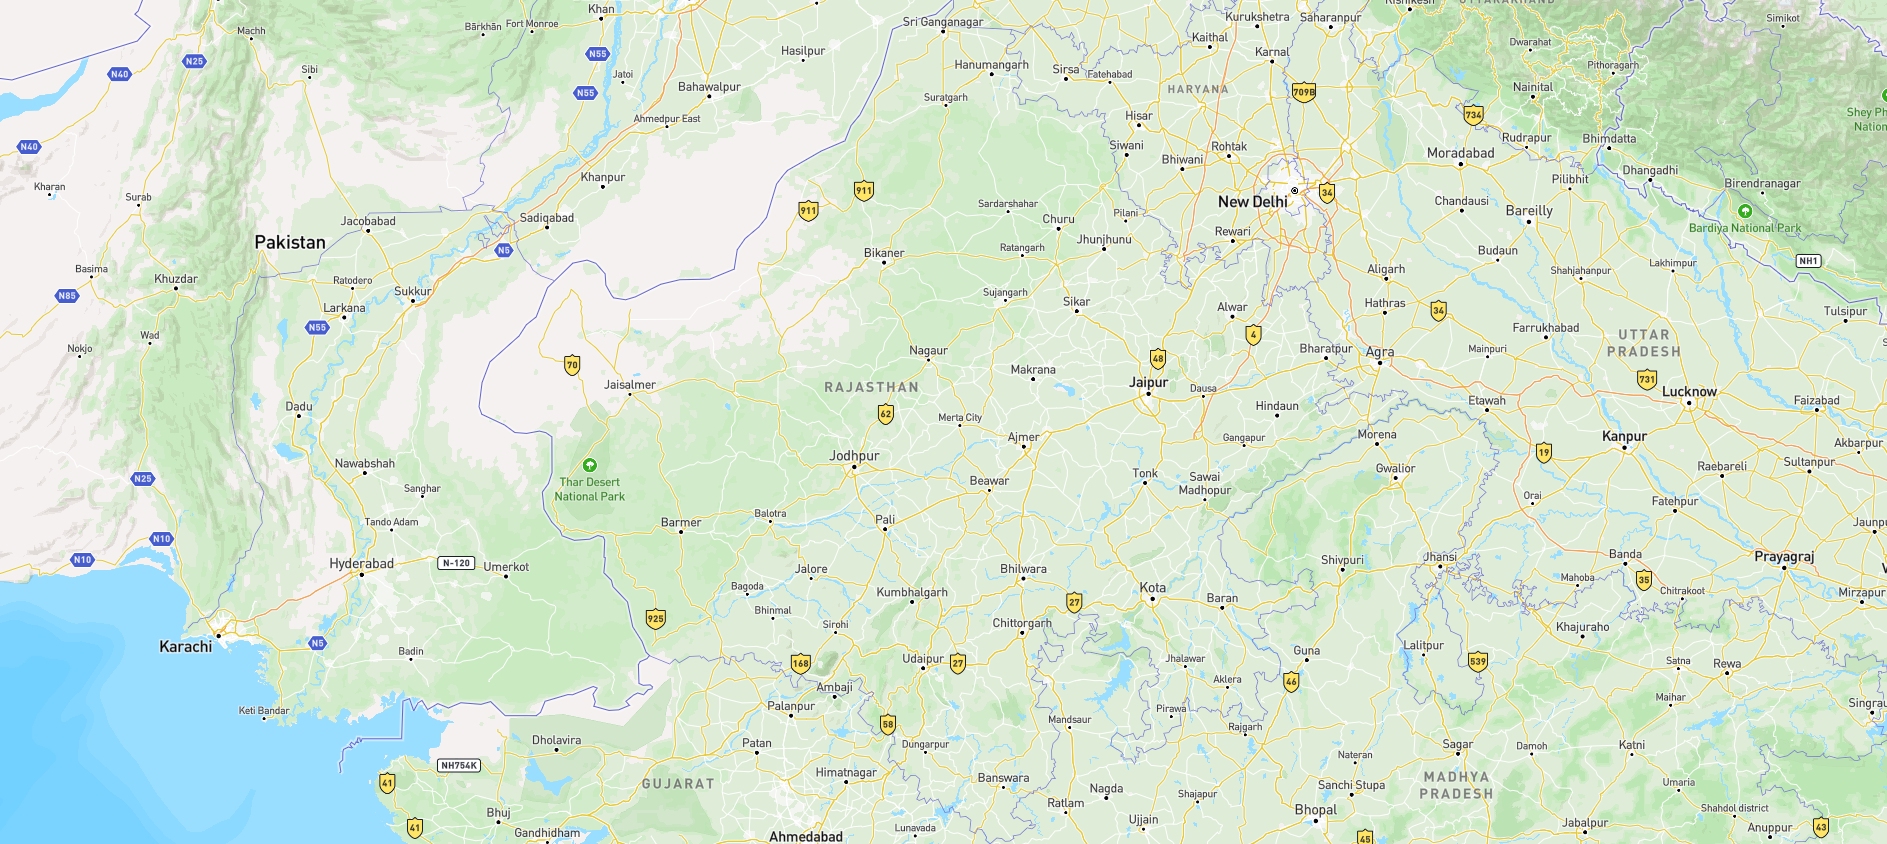 Machh
Bārkhān
Fort Monroe
Khan
Sri Ganganagar
Kurukshetra
Saharanpur
Rishikesh
UTTARAKHAND
Simikot
N25
N40
Sibi
N55
Jatoi
Hasilpur
Hanumangarh
Sirsa
Fatehabad
Kaithal
Karnal
HARYANA
709B
Dwarahat
Pithoragarh
Nainital
N55
Bahawalpur
Suratgarh
Ahmedpur East
Hisar
734
Shey Ph
Nation
N40
Siwani
Rohtak
Bhiwani
Moradabad
Rudrapur
Bhimdatta
Kharan
Surab
Khanpur
911
911
Sardarshahar
Churu
Pilani
New Delhi
34
Chandausi
Pilibhit
Dhangadhi
Birendranagar
Bareilly
Bardiya National Park
Jacobabad
Sadiqabad
Pakistan
N5
Bikaner
Ratangarh
Jhunjhunu
Rewari
Budaun
Aligarh
Shahjahanpur
Lakhimpur
NH1
Basima
Khuzdar
Ratodero
N85
Sukkur
Larkana
N55
Sujangarh
Sikar
Alwar
Hathras
34
Tulsipur
Farrukhabad
UTTAR
PRADESH
Wad
Nokjo
4
48
Nagaur
70
Makrana
Bharatpur
Agra
Mainpuri
Jaisalmer
RAJASTHAN
Jaipur
Dausa
731
Lucknow
Dadu
62
Merta City
Hindaun
Etawah
Faizabad
Ajmer
Gangapur
Morena
Kanpur
Akbarpur
Jodhpur
19
Nawabshah
Thar Desert
National Park
Beawar
Tonk
Sawai
Madhopur
Gwalior
Raebareli
Sultanpur
N25
Sanghar
Orai
Fatehpur
Tando Adam
Barmer
Balotra
Pali
Jaunpu
N10
N10
Hyderabad
N-120
Umerkot
Jalore
Bhilwara
Shivpuri
Jhansi
Banda
Prayagraj
V
Bagoda
Kumbhalgarh
Kota
Baran
Mahoba
35
Chitrakoot
Mirzapur
Bhinmal
27
925
Sirohi
Chittorgarh
Khajuraho
Karachi
N5
Badin
168
Udaipur
27
Jhalawar
Guna
Lalitpur
539
Satna
Rewa
Ambaji
Aklera
46
Keti Bandar
Palanpur
58
Mandsaur
Pirawa
Rajgarh
Maihar
Singrau
Dholavira
Patan
Dungarpur
Nateran
Sagar
Damoh
Katni
NH754K
41
GUJARAT
Himatnagar
Banswara
Nagda
Sanchi Stupa
MADHYA
PRADESH
Umaria
Ratlam
Shajapur
Bhopal
Shahdol district
Bhuj
41
Gandhidham
Ahmedabad
Lunavada
Ujjain
45
Jabalpur
Anuppur
43